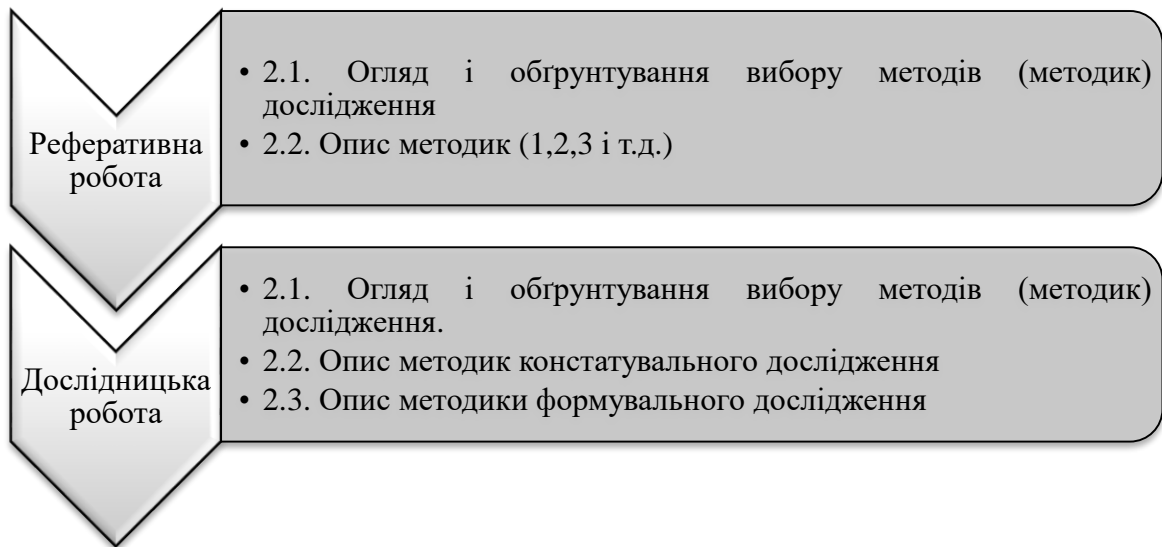 Реферативна
робота
• 2.1. Огляд і обґрунтування вибору методів (методик)
дослідження
• 2.2. Опис методик (1,2,3 і т.д.)
Дослідницька
робота
• 2.1. Огляд і обґрунтування вибору методів (методик)
дослідження.
• 2.2. Опис методик констатувального дослідження
• 2.3. Опис методики формувального дослідження